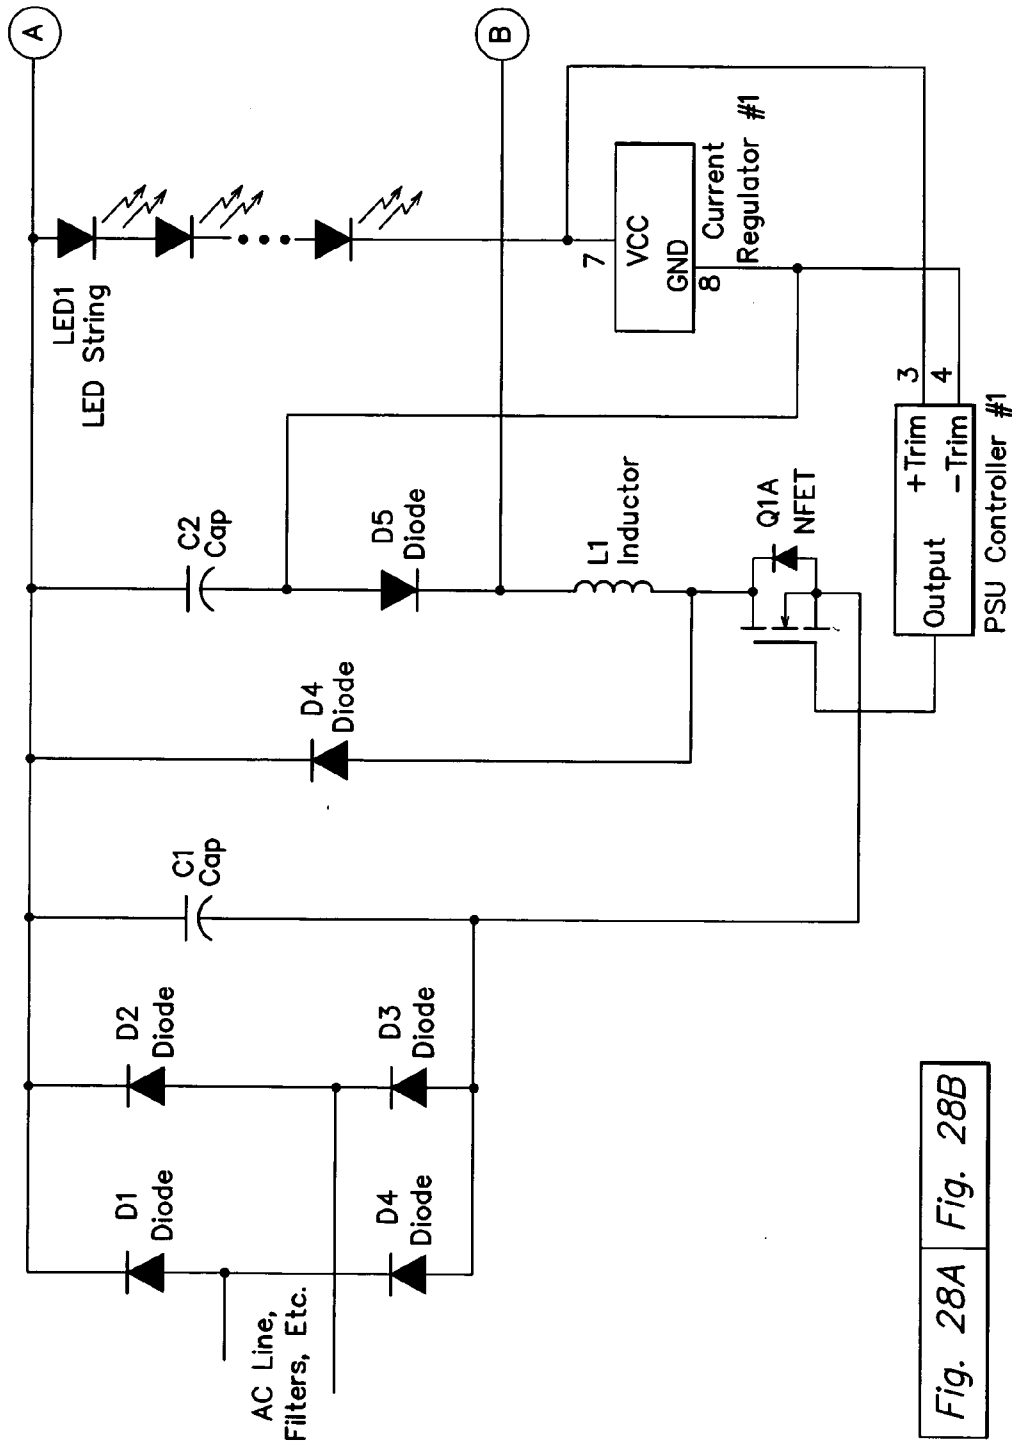 A
B
LED1
LED String
C2
Cap
D5
Diode
L1
Inductor
Q1A
NFET
7
VCC
GND
8
Current
Regulator #1
3
4
+Trim
-Trim
Output
PSU Controller #1
D4
Diode
C1
Cap
D2
Diode
D3
Diode
D1
Diode
D4
Diode
AC Line,
Filters, Etc.
Fig. 28A
Fig. 28B